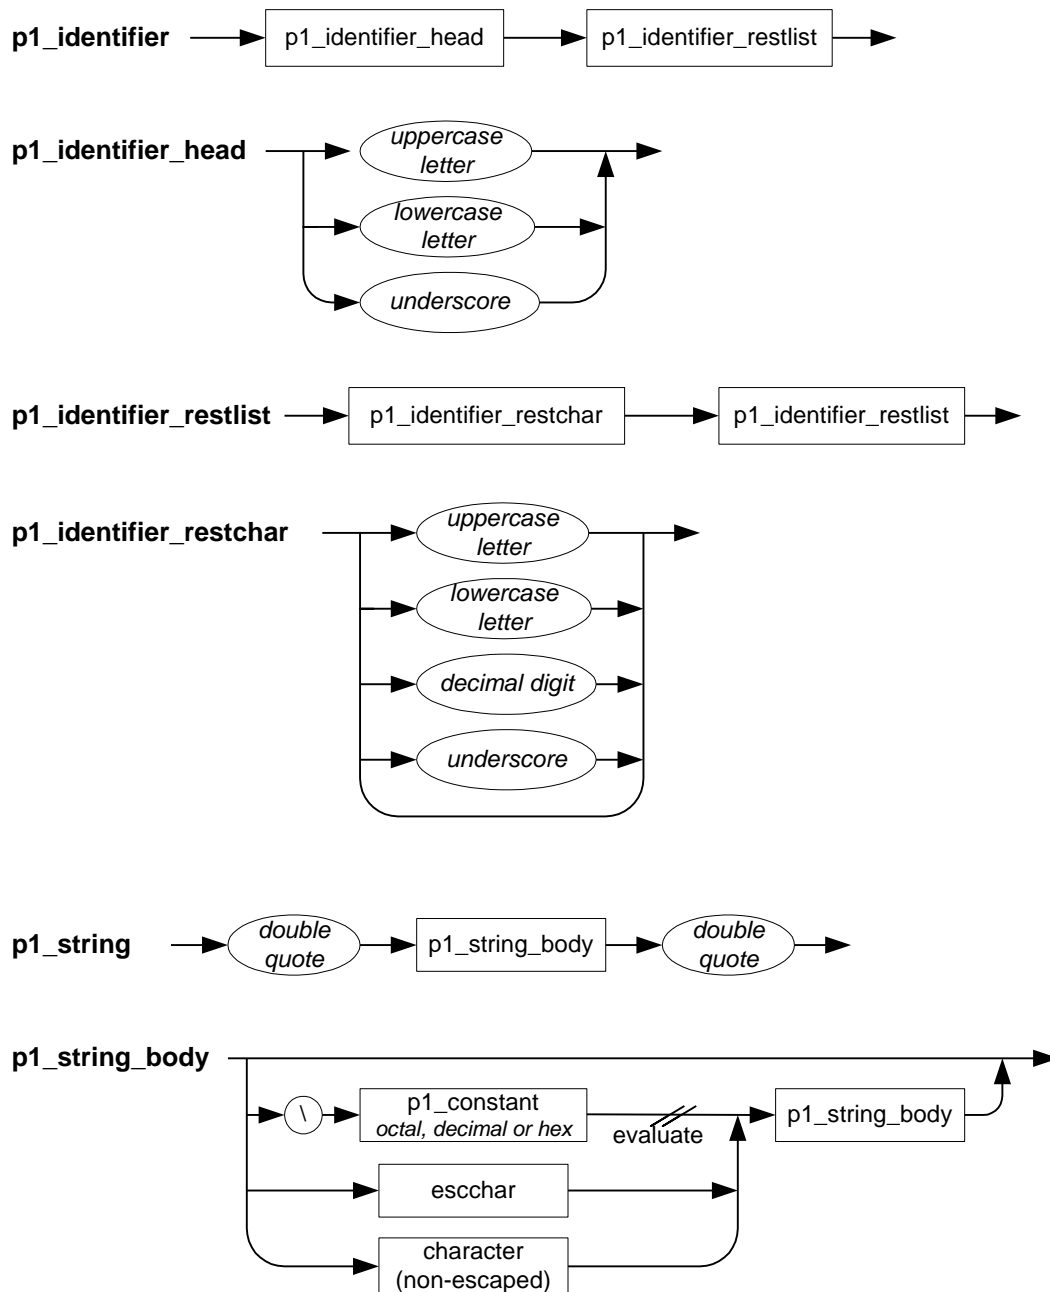 p1_identifier p1_identifier_head p1_identifier_restlist
p1_identifier_head
uppercase
letter
lowercase
letter
underscore
p1_identifier_restlist p1_identifier_restchar p1_identifier_restlist
p1_identifier_restchar
uppercase
letter
lowercase
letter
decimal digit
underscore
p1_string
double
quote
p1_string_body
double
quote
p1_string_body
\
p1_constant
octal, decimal or hex
evaluate
p1_string_body
escchar
character
(non-escaped)